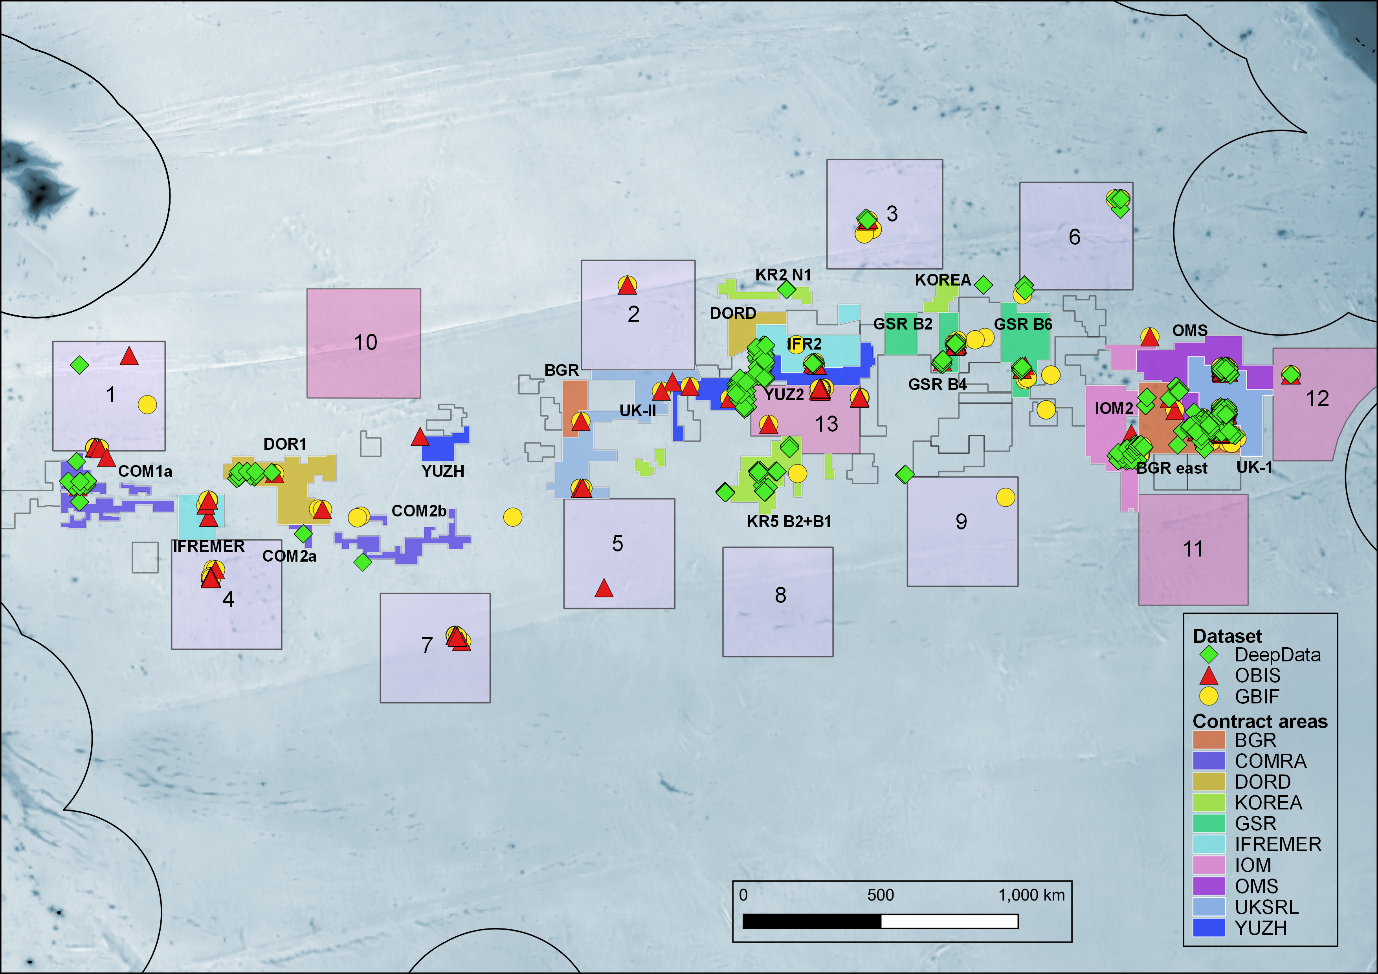 3
6
KR2 N1
KOREA
2
DORD
GSR B2
GSR B6
10
IFR2
OMS
1
BGR
GSR B4
12
UK-II
YUZ2
IOM2
13
DOR1
COM1a
YUZH
BGR east
UK-1
COM2b
KR5 B2+B1
9
IFREMER
COM2a
5
11
4
8
7
Dataset
DeepData
OBIS
GBIF
Contract areas
BGR
COMRA
DORD
KOREA
GSR
IFREMER
IOM
OMS
UKSRL
YUZH
0 500 1,000 km